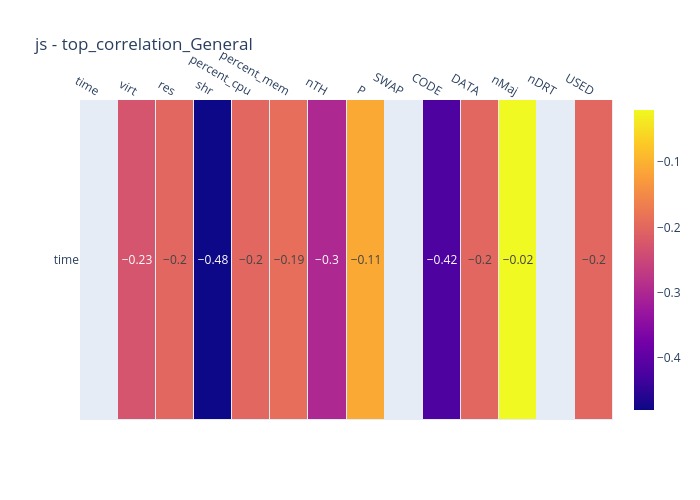 js - top_correlation_General
time virt res shr percent_cpu percent_mem nTH P SWAP CODE DATA nMaj nDRT USED
time −0.23 −0.2 −0.48 −0.2 −0.19 −0.3 −0.11 −0.42 −0.2 −0.02 −0.2
−0.1
−0.2
−0.3
−0.4